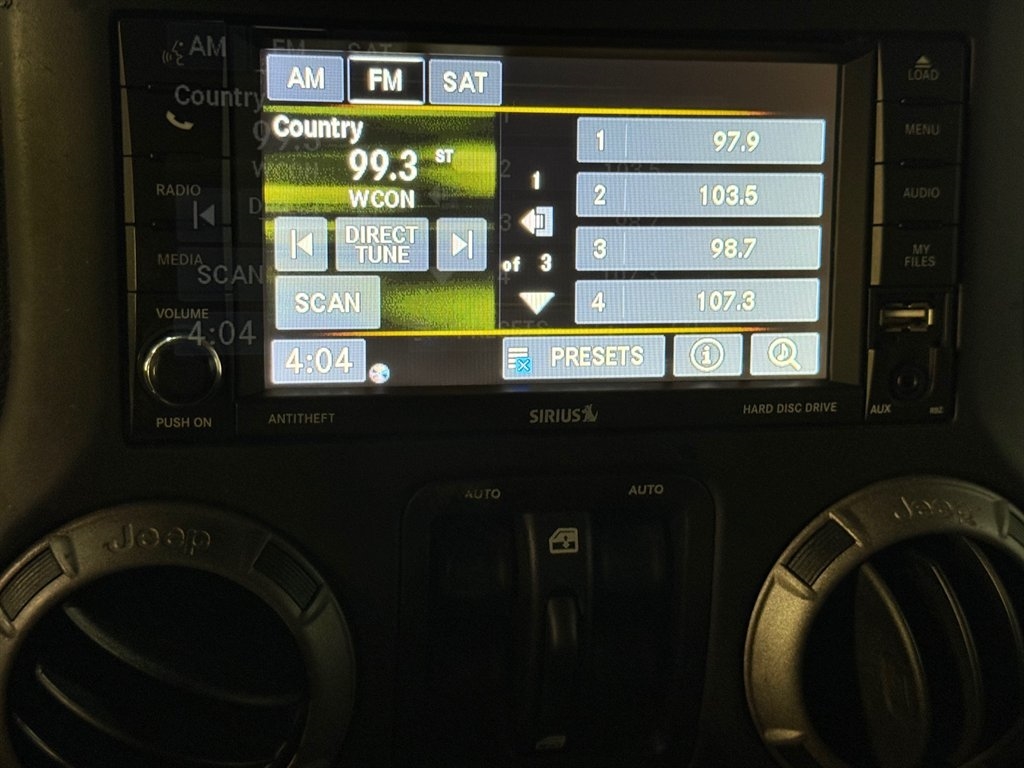 AM FM SAT
LOAD
Country
99.3 ST
WCON
DIRECT
TUNE
SCAN
4:04
1
of 3
1 97.9
2 103.5
3 98.7
4 107.3
PRESETS
RADIO
MEDIA
VOLUME
PUSH ON
MENU
AUDIO
MY
FILES
AUX
RBZ
ANTITHEFT
SIRIUS
HARD DISC DRIVE
AUTO AUTO
Jeep
Jeep